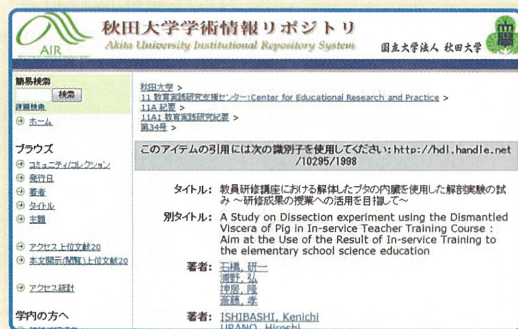 AIR
秋田大学学術情報リポジトリ
Akita University Institutional Repository System
国立大学法人 秋田大学
簡易検索
検索
詳細検索
ホーム
ブラウズ
コミュニティ/コレクション
発行日
著者
タイトル
主題
アクセス上位文献20
本文開示(閲覧)上位文献20
アクセス統計
学内の方へ
秋田大学 >
11 教育実践研究支援センター:Center for Educational Research and Practice >
11A 紀要 >
11A1 教育実践研究紀要 >
第34号 >
このアイテムの引用には次の識別子を使用してください: http://hdl.handle.net
/10295/1998
タイトル: 教員研修講座における解体したブタの内臓を使用した解剖実験の試
み ~研修成果の授業への活用を目指して~
別タイトル: A Study on Dissection experiment using the Dismantled
Viscera of Pig in In-service Teacher Training Course :
Aim at the Use of the Result of In-service Training to
the elementary school science education
著者: 石橋, 研一
浦野, 弘
神居, 隆
斎藤, 孝
著者: ISHIBASHI, Kenichi
URANO, Hiroshi